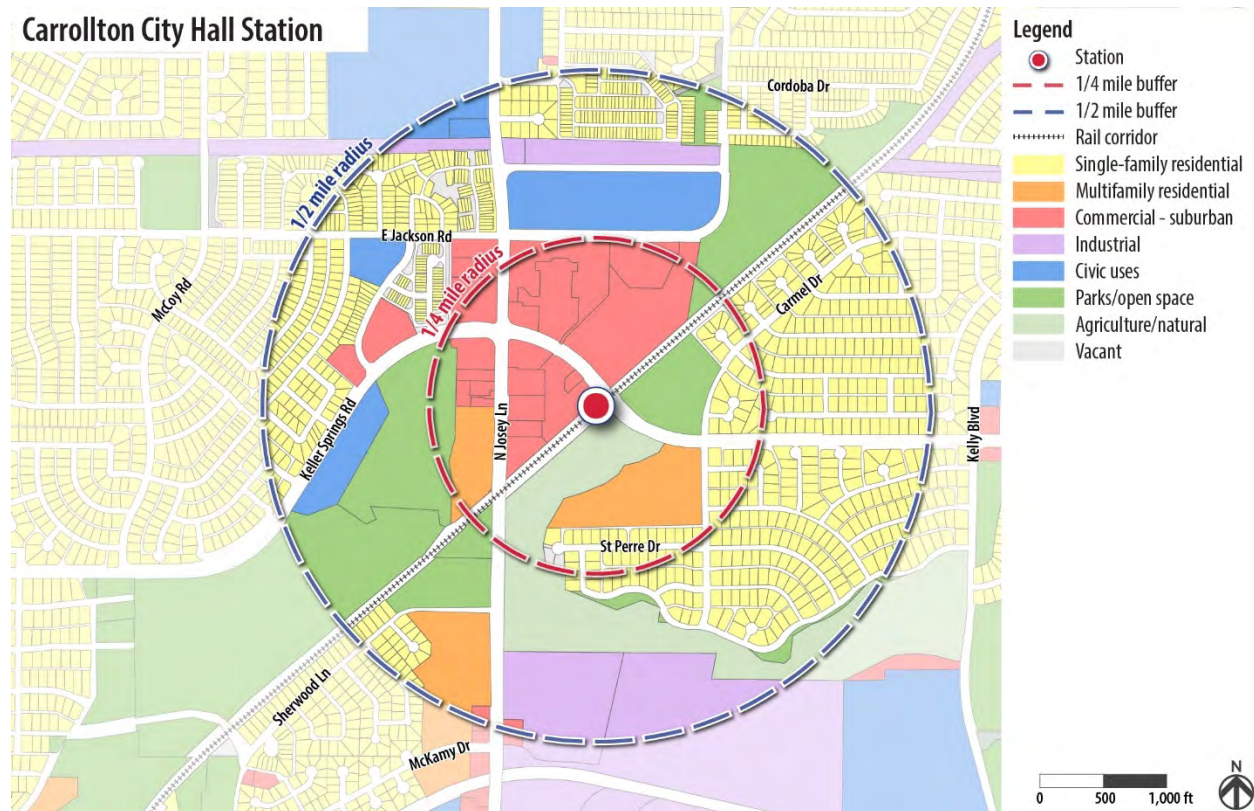 Carrollton City Hall Station
Legend
Station
1/4 mile buffer
1/2 mile buffer
Rail corridor
Single-family residential
Multifamily residential
Commercial - suburban
Industrial
Civic uses
Parks/open space
Agriculture/natural
Vacant
Cordoba Dr
1/2 mile radius
E Jackson Rd
McCoy Rd
1/4 mile radius
Carmel Dr
Keller Springs Rd
N Josey Ln
Kelly Blvd
St Perre Dr
Sherwood Ln
McKamy Dr
N
0 500 1,000 ft